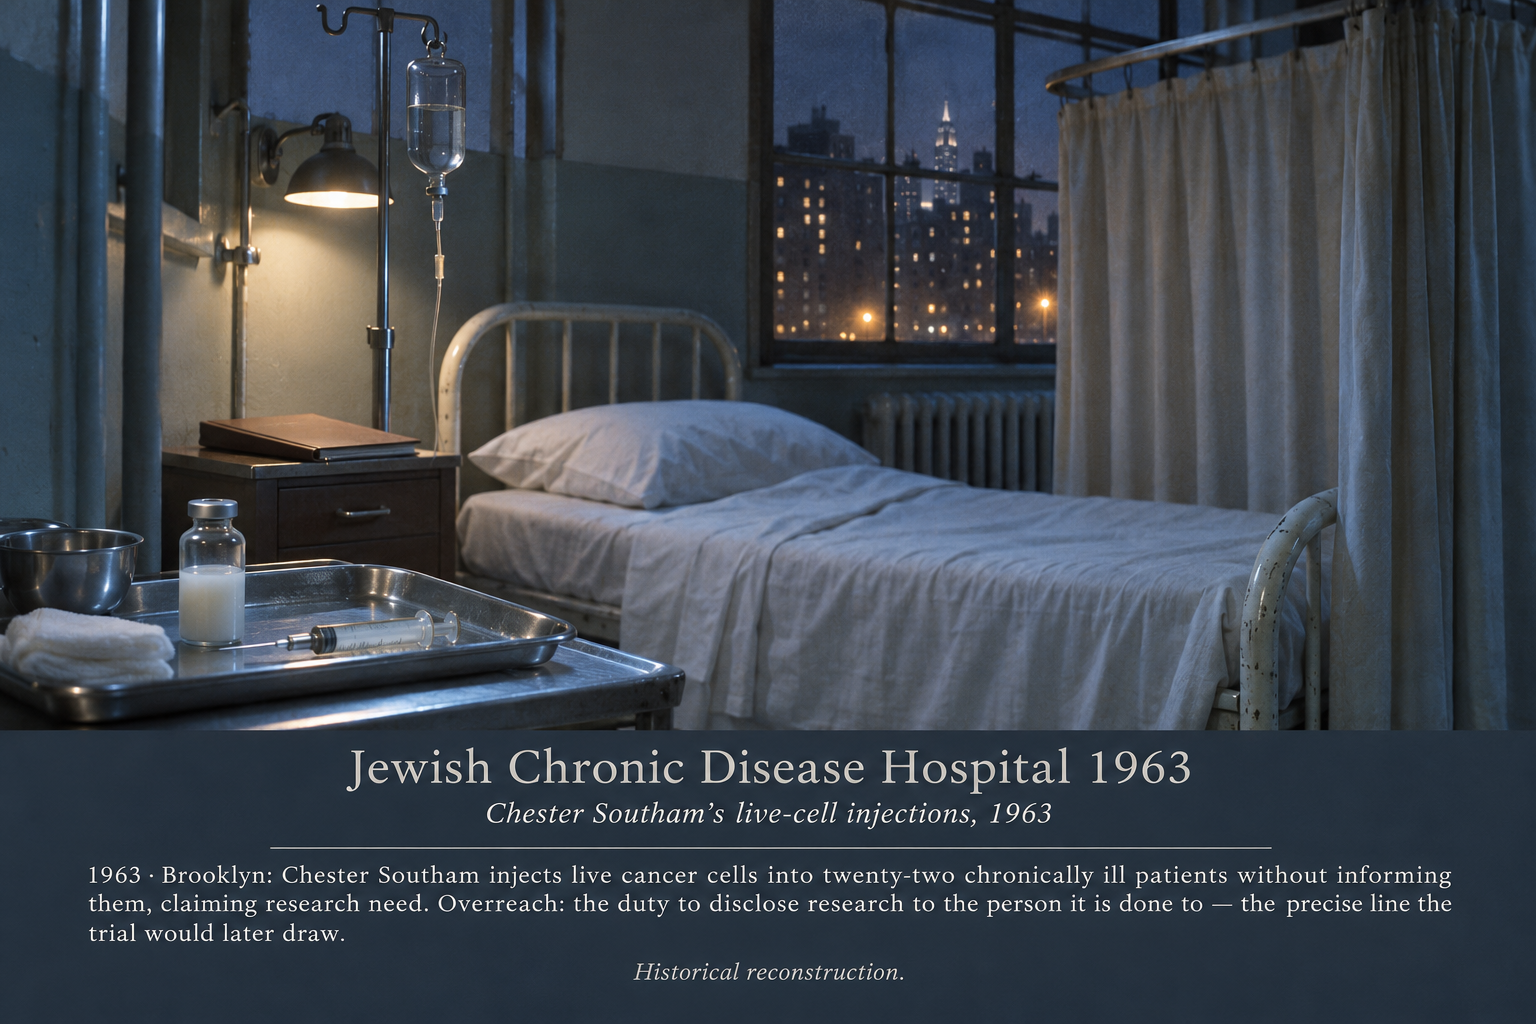 Jewish Chronic Disease Hospital 1963
Chester Southam’s live-cell injections, 1963
1963 · Brooklyn: Chester Southam injects live cancer cells into twenty-two chronically ill patients without informing
them, claiming research need. Overreach: the duty to disclose research to the person it is done to — the precise line the
trial would later draw.
Historical reconstruction.